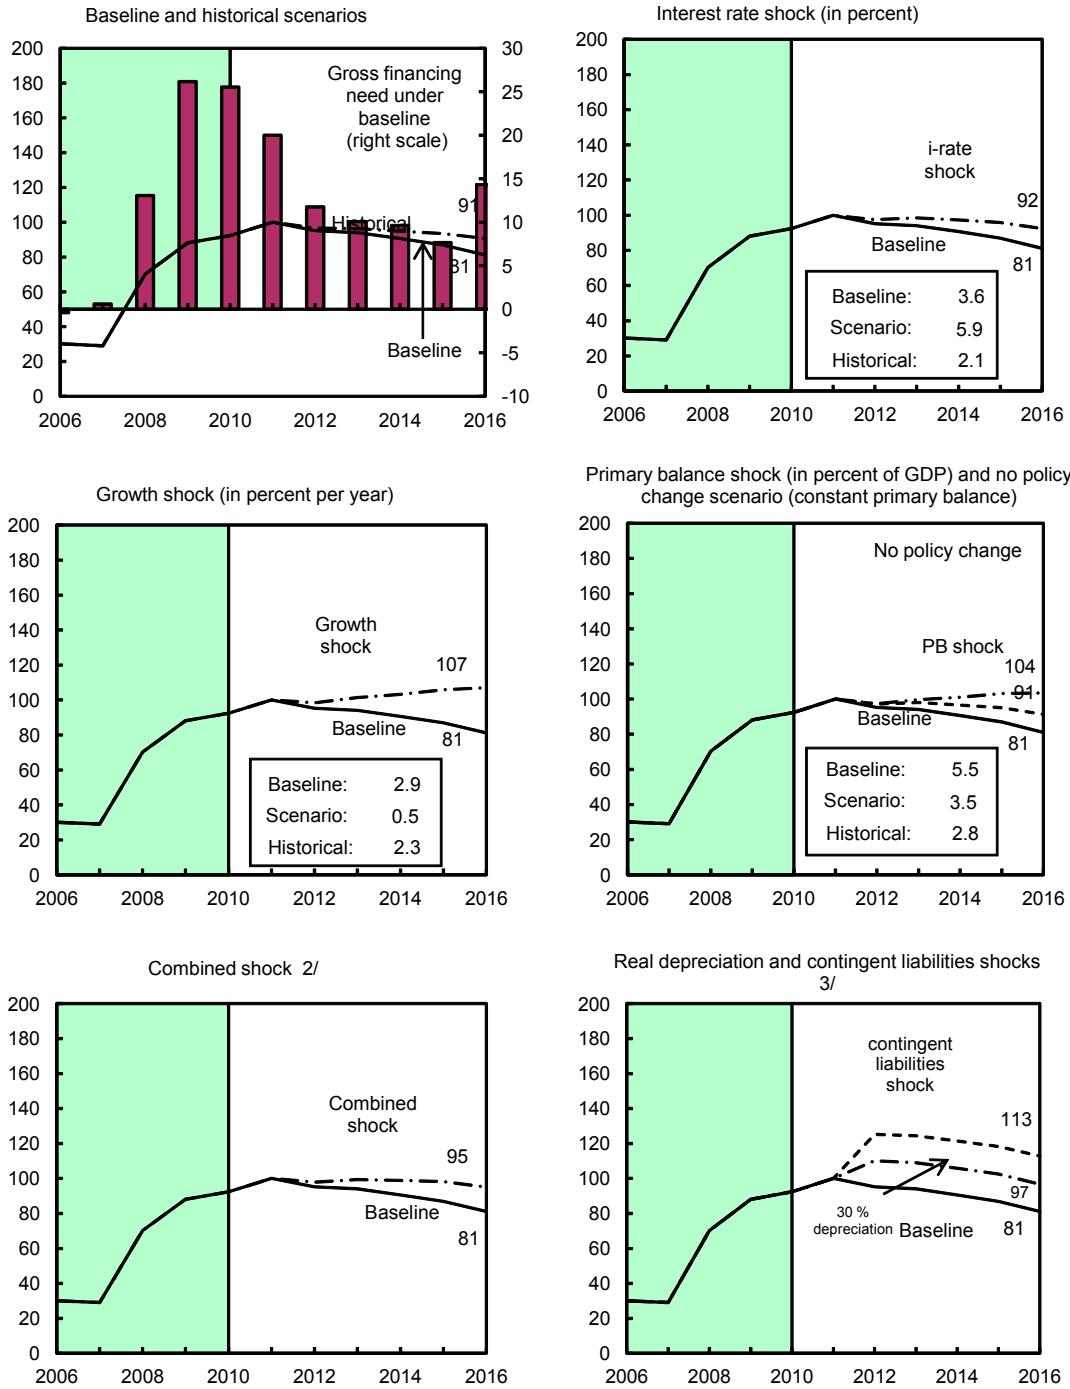 Baseline and historical scenarios
200
180
160
140
120
100
80
60
40
20
0
30
25
20
15
10
5
0
-5
-10
Gross financing
need under
baseline
(right scale)
91
Historical
81
Baseline
2006 2008 2010 2012 2014 2016
Interest rate shock (in percent)
200
180
160
140
120
100
80
60
40
20
0
i-rate
shock
92
Baseline
81
Baseline: 3.6
Scenario: 5.9
Historical: 2.1
2006 2008 2010 2012 2014 2016
Growth shock (in percent per year)
200
180
160
140
120
100
80
60
40
20
0
Growth
shock
107
Baseline
81
Baseline: 2.9
Scenario: 0.5
Historical: 2.3
2006 2008 2010 2012 2014 2016
Primary balance shock (in percent of GDP) and no policy
change scenario (constant primary balance)
200
180
160
140
120
100
80
60
40
20
0
No policy change
PB shock
104
91
Baseline
81
Baseline: 5.5
Scenario: 3.5
Historical: 2.8
2006 2008 2010 2012 2014 2016
Combined shock 2/
200
180
160
140
120
100
80
60
40
20
0
Combined
shock
95
Baseline
81
2006 2008 2010 2012 2014 2016
Real depreciation and contingent liabilities shocks
3/
200
180
160
140
120
100
80
60
40
20
0
contingent
liabilities
shock
113
97
30 %
depreciation
Baseline
81
2006 2008 2010 2012 2014 2016